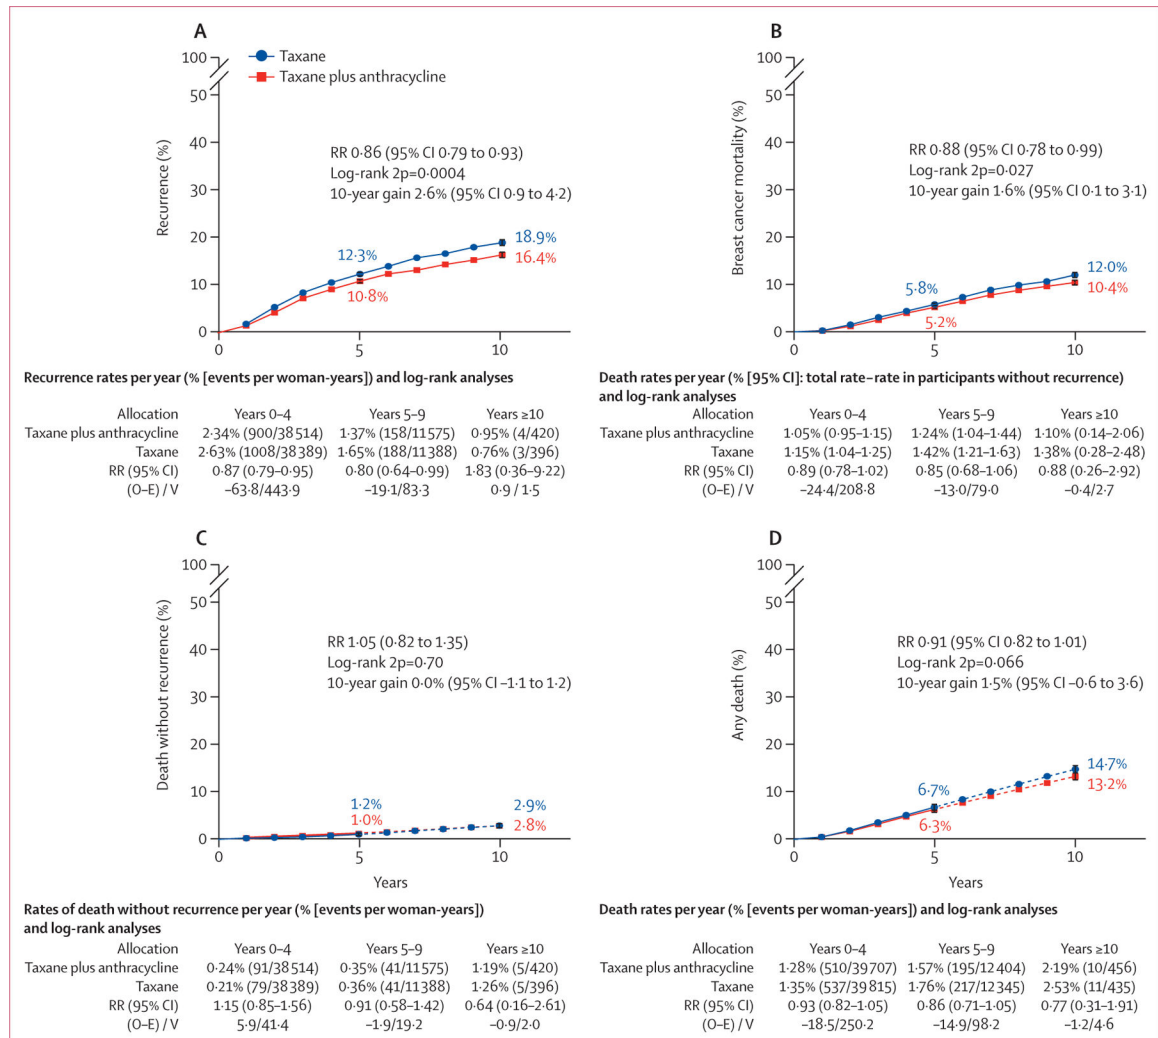 A
100
50
40
30
20
10
0
Recurrence (%)
Taxane
Taxane plus anthracycline
RR 0·86 (95% CI 0·79 to 0·93)
Log-rank 2p=0·0004
10-year gain 2·6% (95% CI 0·9 to 4·2)
12·3%
18·9%
10·8%
16·4%
0 5 10
Recurrence rates per year (% [events per woman-years]) and log-rank analyses
Allocation Years 0–4 Years 5–9 Years ≥10
Taxane plus anthracycline 2·34% (900/38 514) 1·37% (158/11 575) 0·95% (4/420)
Taxane 2·63% (1008/38 389) 1·65% (188/11 388) 0·76% (3/396)
RR (95% CI) 0·87 (0·79–0·95) 0·80 (0·64–0·99) 1·83 (0·36–9·22)
(O–E) / V –63·8/443·9 –19·1/83·3 0·9 / 1·5
B
100
50
40
30
20
10
0
Breast cancer mortality (%)
RR 0·88 (95% CI 0·78 to 0·99)
Log-rank 2p=0·027
10-year gain 1·6% (95% CI 0·1 to 3·1)
5·8%
12·0%
5·2%
10·4%
0 5 10
Death rates per year (% [95% CI]: total rate–rate in participants without recurrence)
and log-rank analyses
Allocation Years 0–4 Years 5–9 Years ≥10
Taxane plus anthracycline 1·05% (0·95–1·15) 1·24% (1·04–1·44) 1·10% (0·14–2·06)
Taxane 1·15% (1·04–1·25) 1·42% (1·21–1·63) 1·38% (0·28–2·48)
RR (95% CI) 0·89 (0·78–1·02) 0·85 (0·68–1·06) 0·88 (0·26–2·92)
(O–E) / V –24·4/208·8 –13·0/79·0 –0·4/2·7
C
100
50
40
30
20
10
0
Death without recurrence (%)
RR 1·05 (0·82 to 1·35)
Log-rank 2p=0·70
10-year gain 0·0% (95% CI –1·1 to 1·2)
1·2%
1·0%
2·9%
2·8%
0 5 10
Years
Rates of death without recurrence per year (% [events per woman-years])
and log-rank analyses
Allocation Years 0–4 Years 5–9 Years ≥10
Taxane plus anthracycline 0·24% (91/38 514) 0·35% (41/11 575) 1·19% (5/420)
Taxane 0·21% (79/38 389) 0·36% (41/11 388) 1·26% (5/396)
RR (95% CI) 1·15 (0·85–1·56) 0·91 (0·58–1·42) 0·64 (0·16–2·61)
(O–E) / V 5·9/41·4 –1·9/19·2 –0·9/2·0
D
100
50
40
30
20
10
0
Any death (%)
RR 0·91 (95% CI 0·82 to 1·01)
Log-rank 2p=0·066
10-year gain 1·5% (95% CI –0·6 to 3·6)
6·7%
14·7%
6·3%
13·2%
0 5 10
Years
Death rates per year (% [events per woman-years]) and log-rank analyses
Allocation Years 0–4 Years 5–9 Years ≥10
Taxane plus anthracycline 1·28% (510/39 707) 1·57% (195/12 404) 2·19% (10/456)
Taxane 1·35% (537/39 815) 1·76% (217/12 345) 2·53% (11/435)
RR (95% CI) 0·93 (0·82–1·05) 0·86 (0·71–1·05) 0·77 (0·31–1·91)
(O–E) / V –18·5/250·2 –14·9/98·2 –1·2/4·6